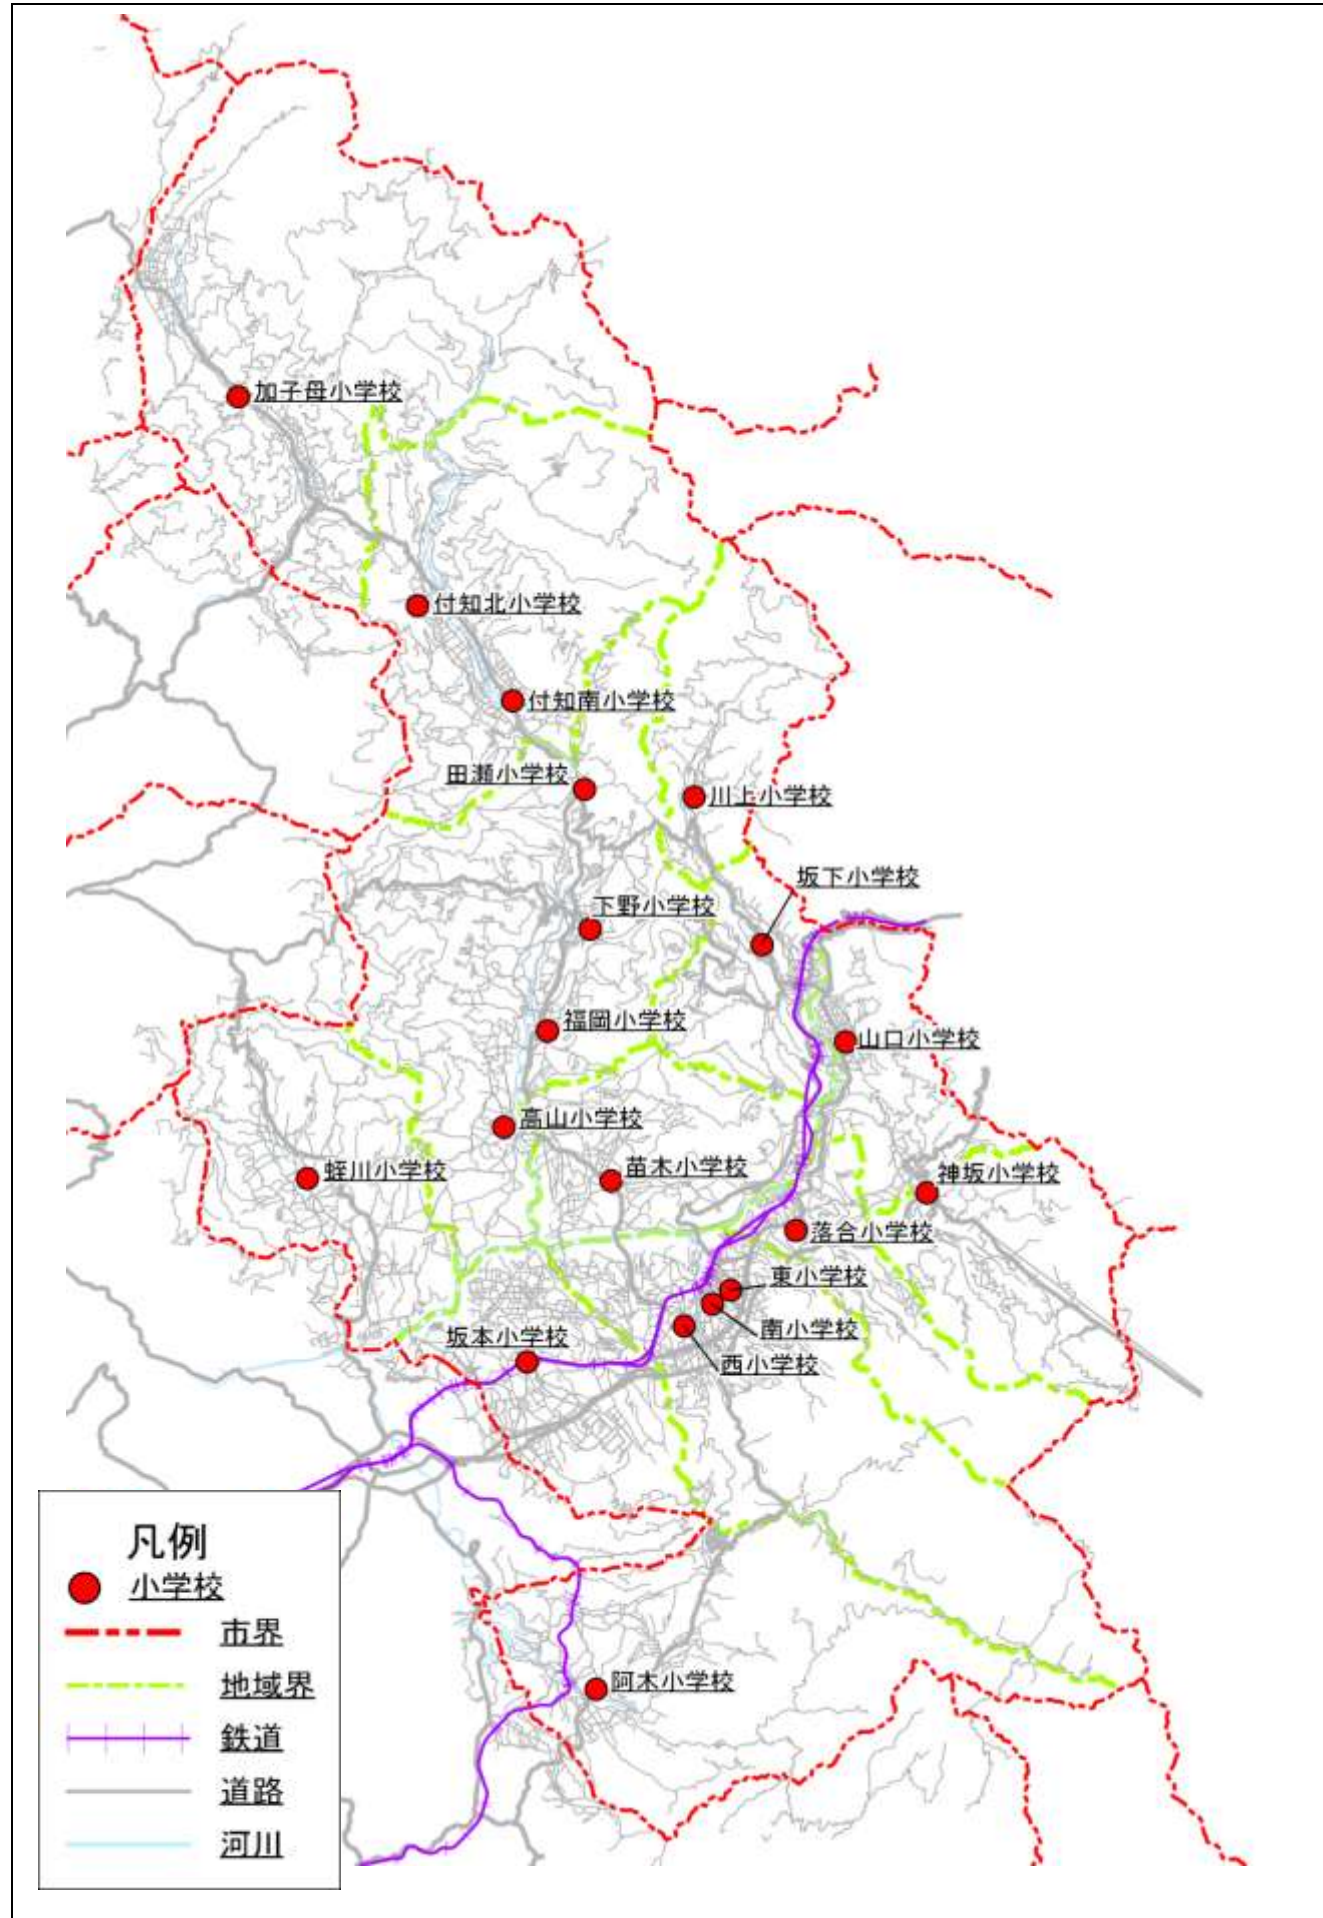 加子母小学校
付知北小学校
付知南小学校
田瀬小学校
川上小学校
坂下小学校
下野小学校
福岡小学校
山口小学校
高山小学校
苗木小学校
蛭川小学校
神坂小学校
落合小学校
東小学校
南小学校
坂本小学校
西小学校
阿木小学校
凡例
小学校
市界
地域界
鉄道
道路
河川